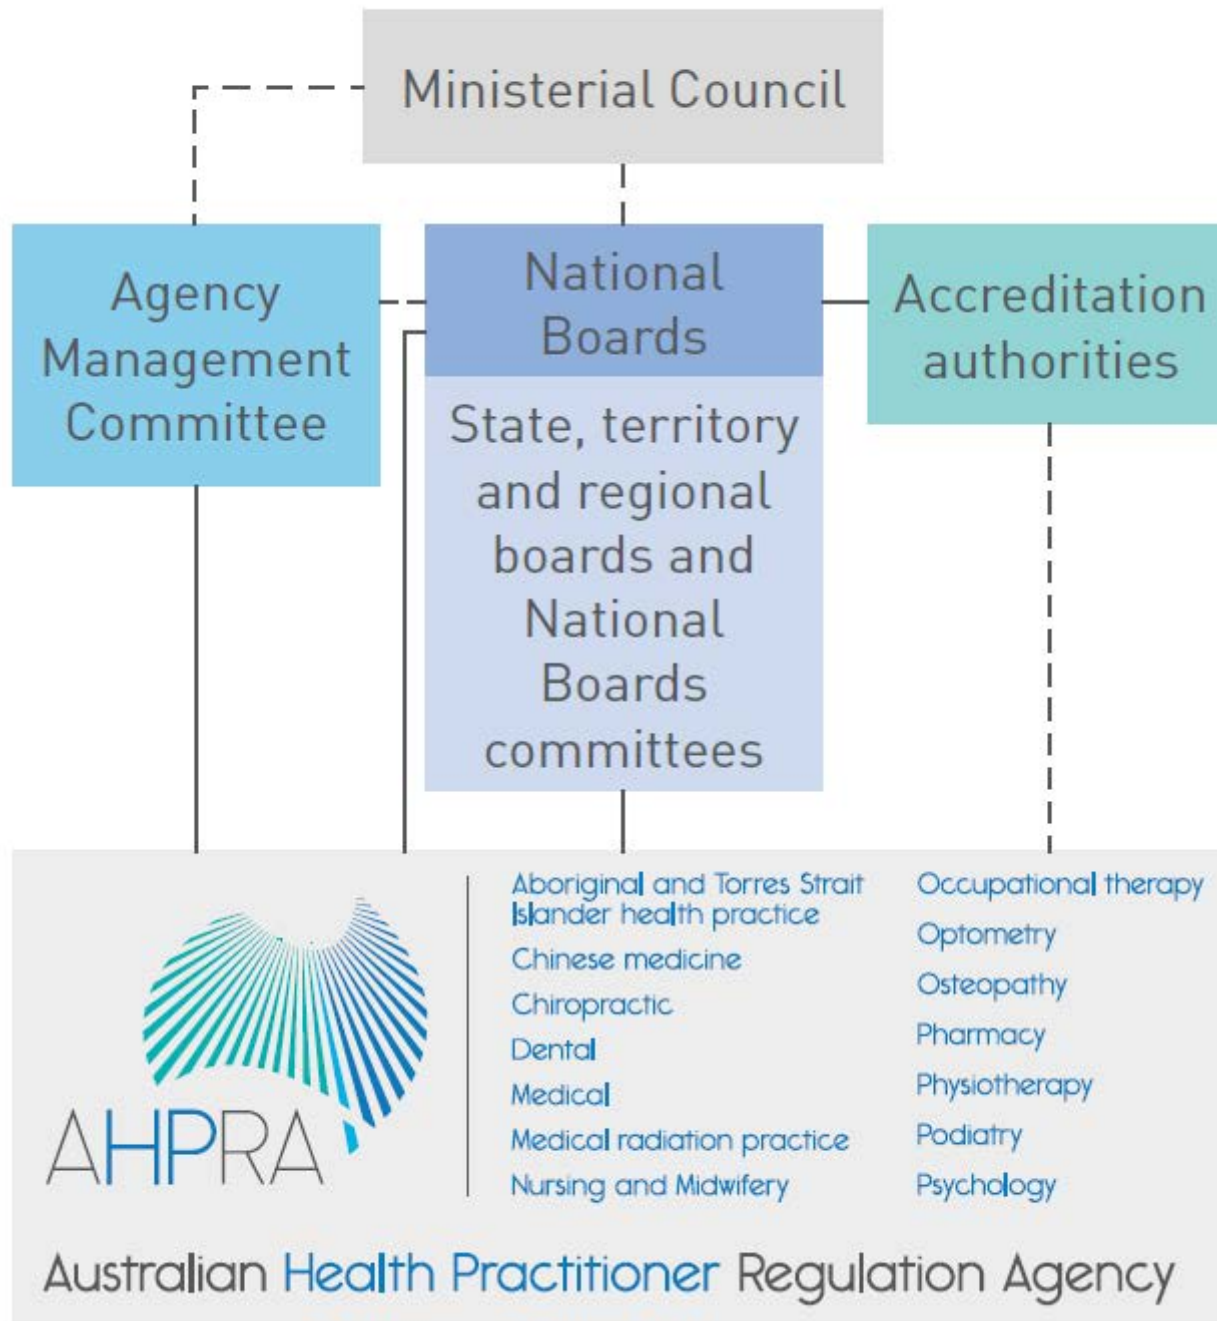 Ministerial Council
Agency
Management
Committee
National
Boards
Accreditation
authorities
State, territory
and regional
boards and
National
Boards
committees
AHPRA
Aboriginal and Torres Strait
Islander health practice
Chinese medicine
Chiropractic
Dental
Medical
Medical radiation practice
Nursing and Midwifery
Occupational therapy
Optometry
Osteopathy
Pharmacy
Physiotherapy
Podiatry
Psychology
Australian Health Practitioner Regulation Agency